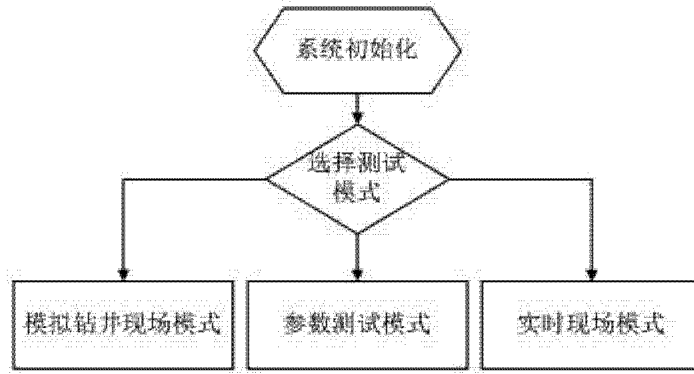 系统初始化
选择测试
模式
模拟钻井现场模式
参数测试模式
实时现场模式